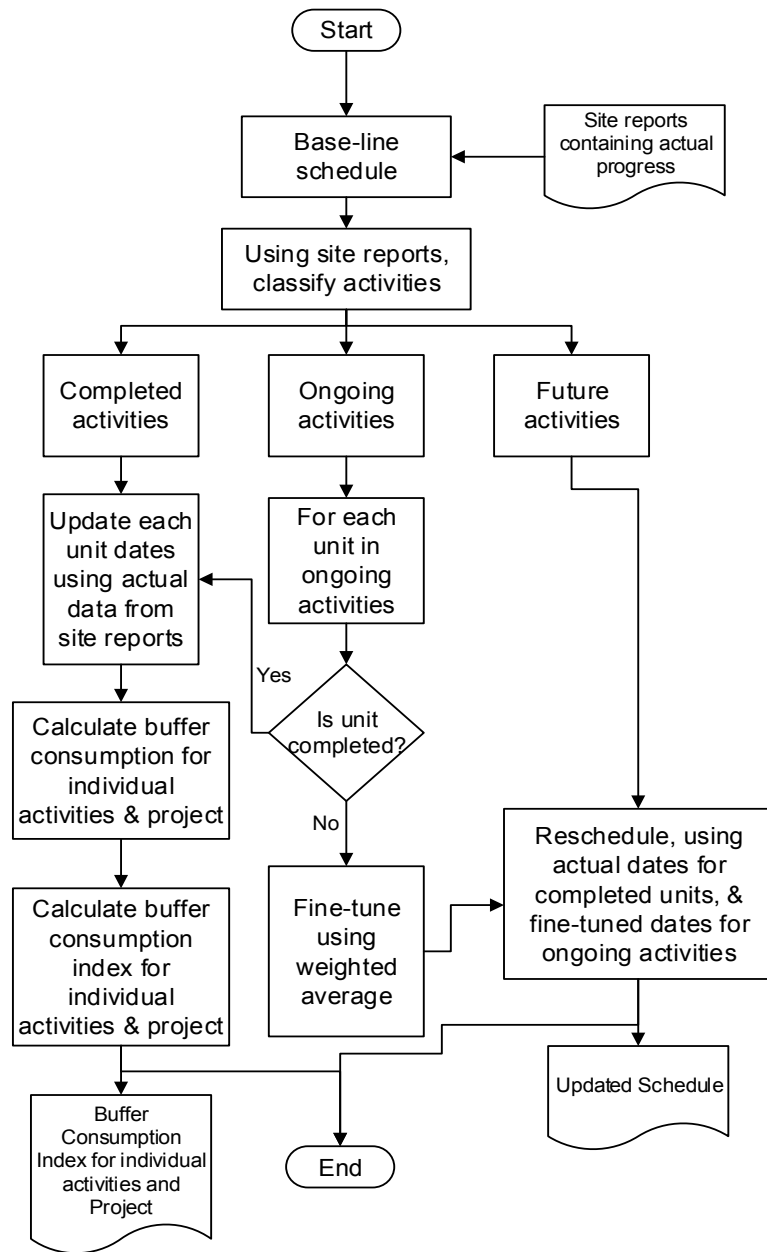 Start
Base-line
schedule
Site reports
containing actual
progress
Using site reports,
classify activities
Completed
activities
Ongoing
activities
Future
activities
Update each
unit dates
using actual
data from
site reports
For each
unit in
ongoing
activities
Yes
Is unit
completed?
Calculate buffer
consumption for
individual
activities & project
No
Reschedule, using
actual dates for
completed units, &
fine-tuned dates for
ongoing activities
Fine-tune
using
weighted
average
Calculate buffer
consumption
index for
individual
activities & project
Updated Schedule
Buffer
Consumption
Index for individual
activities and
Project
End